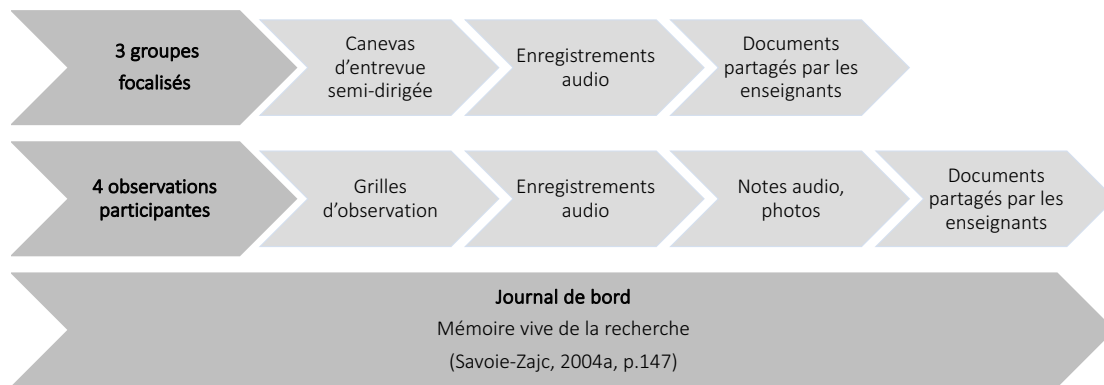 3 groupes
focalisés
Canevas
d'entrevue
semi-dirigée
Enregistrements
audio
Documents
partagés par les
enseignants
4 observations
participantes
Grilles
d'observation
Enregistrements
audio
Notes audio,
photos
Documents
partagés par les
enseignants
Journal de bord
Mémoire vive de la recherche
(Savoie-Zajc, 2004a, p.147)